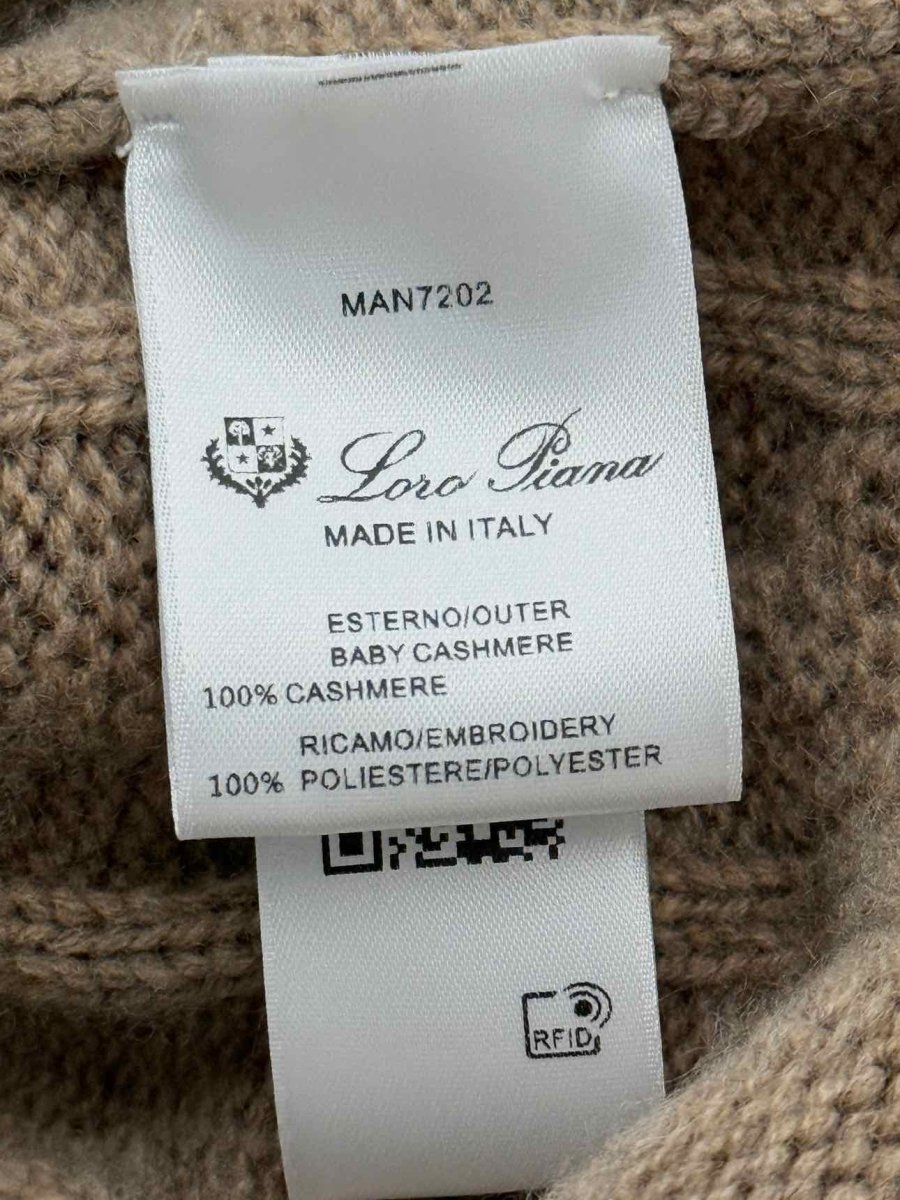 MAN7202
Loro Piana
MADE IN ITALY
ESTERNO/OUTER
BABY CASHMERE
100% CASHMERE
RICAMO/EMBROIDERY
100% POLIESTERE/POLYESTER
RFID